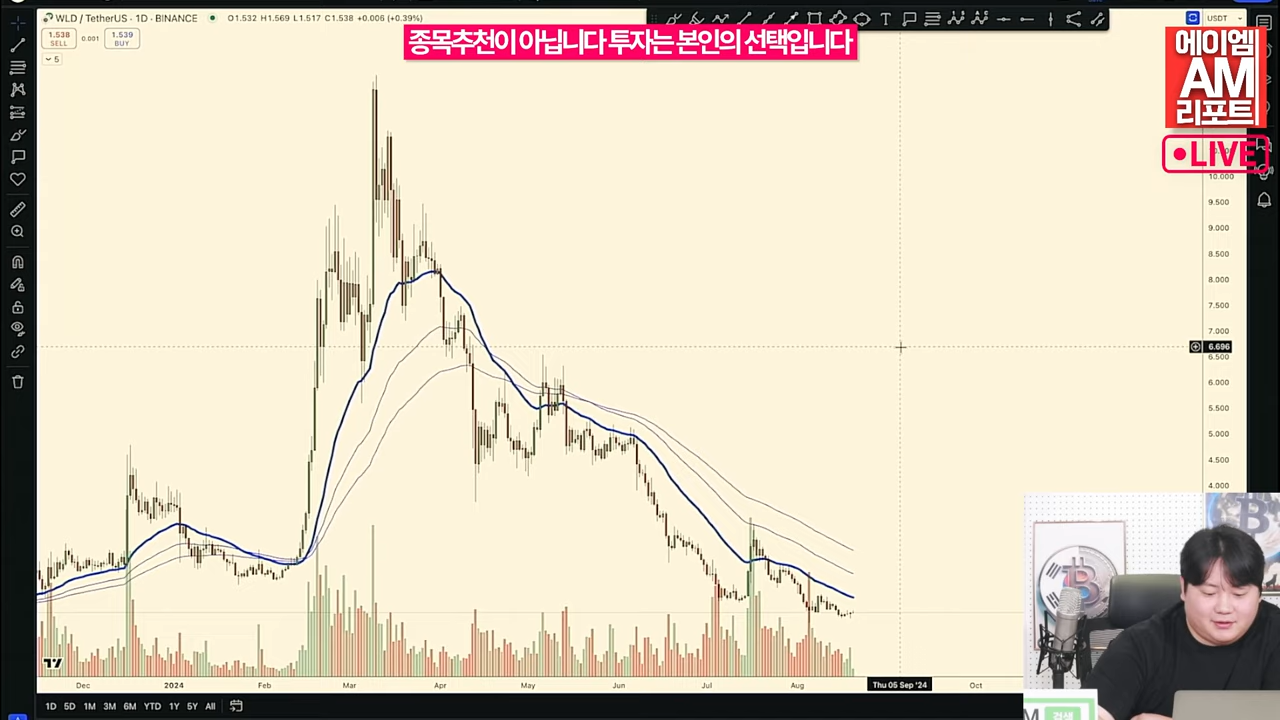 WLD / TetherUS · 1D · BINANCE
O1.532 H1.569 L1.517 C1.538 +0.006 (+0.39%)
USDT
1.538
SELL
0.001
1.539
BUY
5
종목추천이 아닙니다 투자는 본인의 선택입니다
에이엠
AM
리포트
LIVE
10.000
9.500
9.000
8.500
8.000
7.500
7.000
6.696
6.500
6.000
5.500
5.000
4.500
4.000
Dec
2024
Feb
Mar
Apr
May
Jun
Jul
Aug
Thu 05 Sep '24
Oct
1D 5D 1M 3M 6M YTD 1Y 5Y All
M 검색